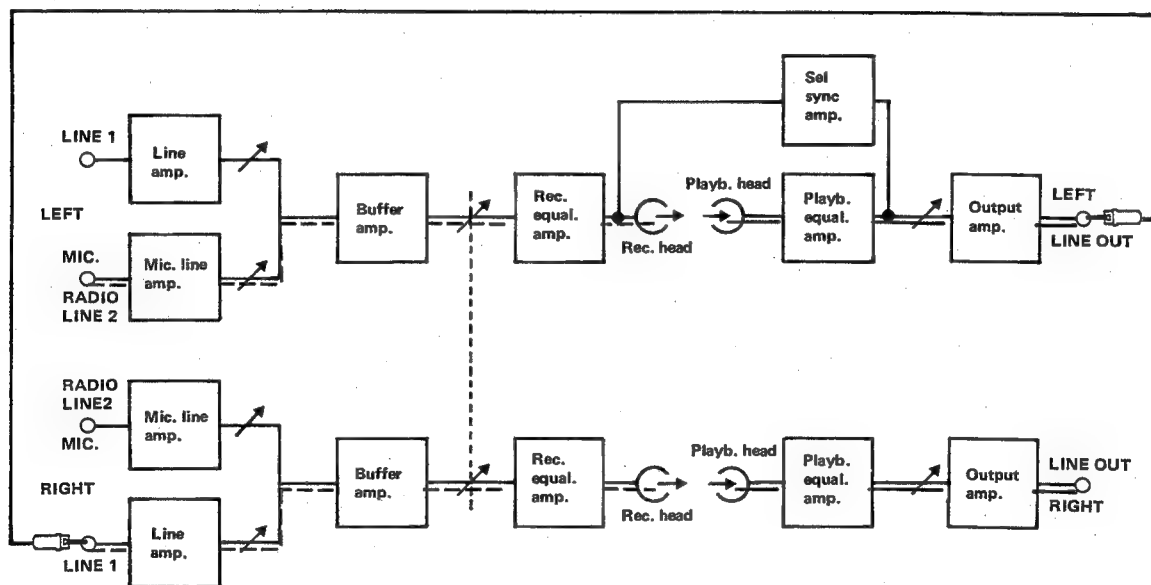 Sel
sync
amp.
LINE 1
Line
amp.
LEFT
Buffer
amp.
Rec.
equal.
amp.
Playb. head
Rec. head
Playb.
equal.
amp.
Output
amp.
LEFT
LINE OUT
MIC.
RADIO
LINE 2
Mic. line
amp.
RADIO
LINE2
MIC.
Mic. line
amp.
RIGHT
LINE 1
Line
amp.
Buffer
amp.
Rec.
equal.
amp.
Playb. head
Rec. head
Playb.
equal.
amp.
Output
amp.
LINE OUT
RIGHT